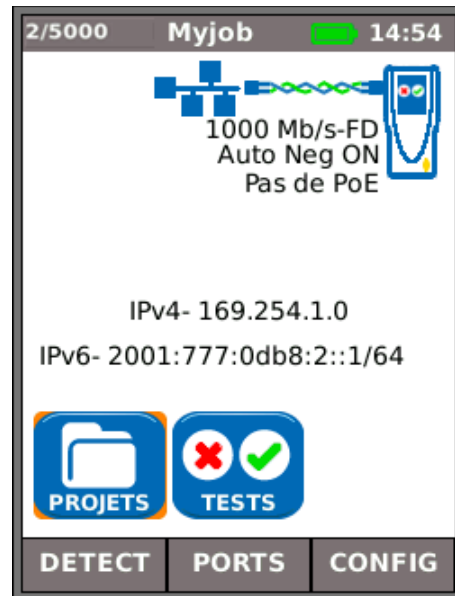 2/5000 Myjob 14:54
1000 Mb/s-FD
Auto Neg ON
Pas de PoE
IPv4- 169.254.1.0
IPv6- 2001:777:0db8:2::1/64
PROJETS TESTS
DETECT PORTS CONFIG